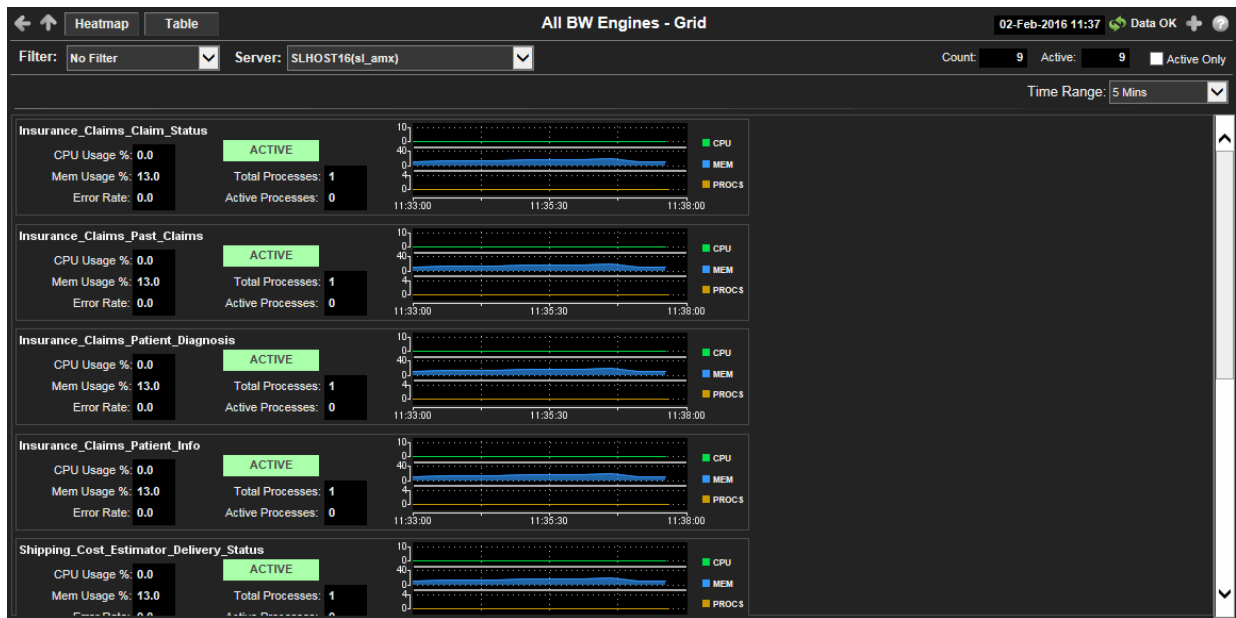 Heatmap Table All BW Engines - Grid 02-Feb-2016 11:37 Data OK
Filter: No Filter Server: SLHOST16(sl_amx) Count: 9 Active: 9 Active Only
Time Range: 5 Mins
Insurance_Claims_Claim_Status
CPU Usage %: 0.0 ACTIVE
Mem Usage %: 13.0 Total Processes: 1
Error Rate: 0.0 Active Processes: 0
10
0
40
0
4
0
11:33:00 11:35:30 11:38:00
CPU
MEM
PROCS
Insurance_Claims_Past_Claims
CPU Usage %: 0.0 ACTIVE
Mem Usage %: 13.0 Total Processes: 1
Error Rate: 0.0 Active Processes: 0
10
0
40
0
4
0
11:33:00 11:35:30 11:38:00
CPU
MEM
PROCS
Insurance_Claims_Patient_Diagnosis
CPU Usage %: 0.0 ACTIVE
Mem Usage %: 13.0 Total Processes: 1
Error Rate: 0.0 Active Processes: 0
10
0
40
0
4
0
11:33:00 11:35:30 11:38:00
CPU
MEM
PROCS
Insurance_Claims_Patient_Info
CPU Usage %: 0.0 ACTIVE
Mem Usage %: 13.0 Total Processes: 1
Error Rate: 0.0 Active Processes: 0
10
0
40
0
4
0
11:33:00 11:35:30 11:38:00
CPU
MEM
PROCS
Shipping_Cost_Estimator_Delivery_Status
CPU Usage %: 0.0 ACTIVE
Mem Usage %: 13.0 Total Processes: 1
10
0
40
0
4
CPU
MEM
PROCS